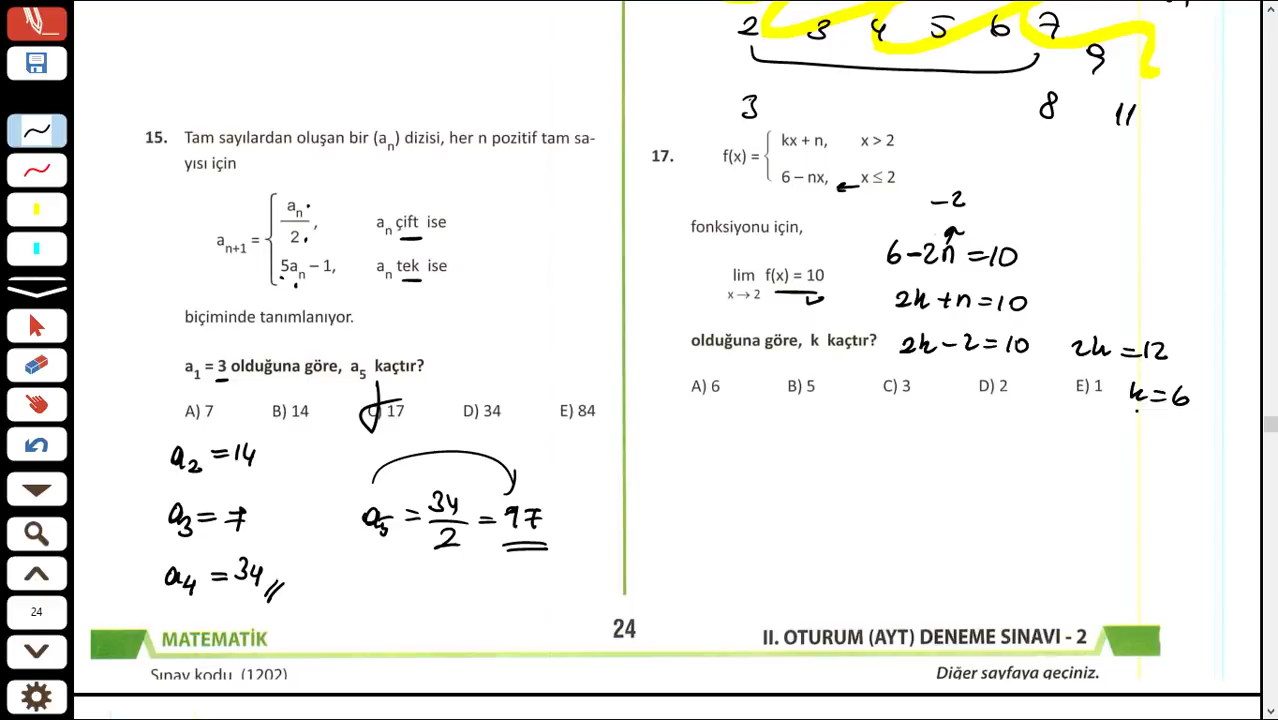 2 3 4 5 6 7
9
3 8 11
15. Tam sayılardan oluşan bir (aₙ) dizisi, her n pozitif tam sa-
yısı için
aₙ₊₁ = { aₙ/2, aₙ çift ise
5aₙ – 1, aₙ tek ise
biçiminde tanımlanıyor.
a₁ = 3 olduğuna göre, a₅ kaçtır?
A) 7 B) 14 C) 17 D) 34 E) 84
a₂ = 14
a₃ = 7
a₄ = 34
a₅ = 34/2 = 17
17. f(x) = { kx + n, x > 2
6 – nx, x ≤ 2
fonksiyonu için,
-2
6-2n = 10
lim f(x) = 10
x → 2
2k + n = 10
olduğuna göre, k kaçtır?
2k - 2 = 10 2k = 12
A) 6 B) 5 C) 3 D) 2 E) 1
k = 6
24
MATEMATİK 24 II. OTURUM (AYT) DENEME SINAVI - 2
Sınav kodu (1202) Diğer sayfaya geçiniz.